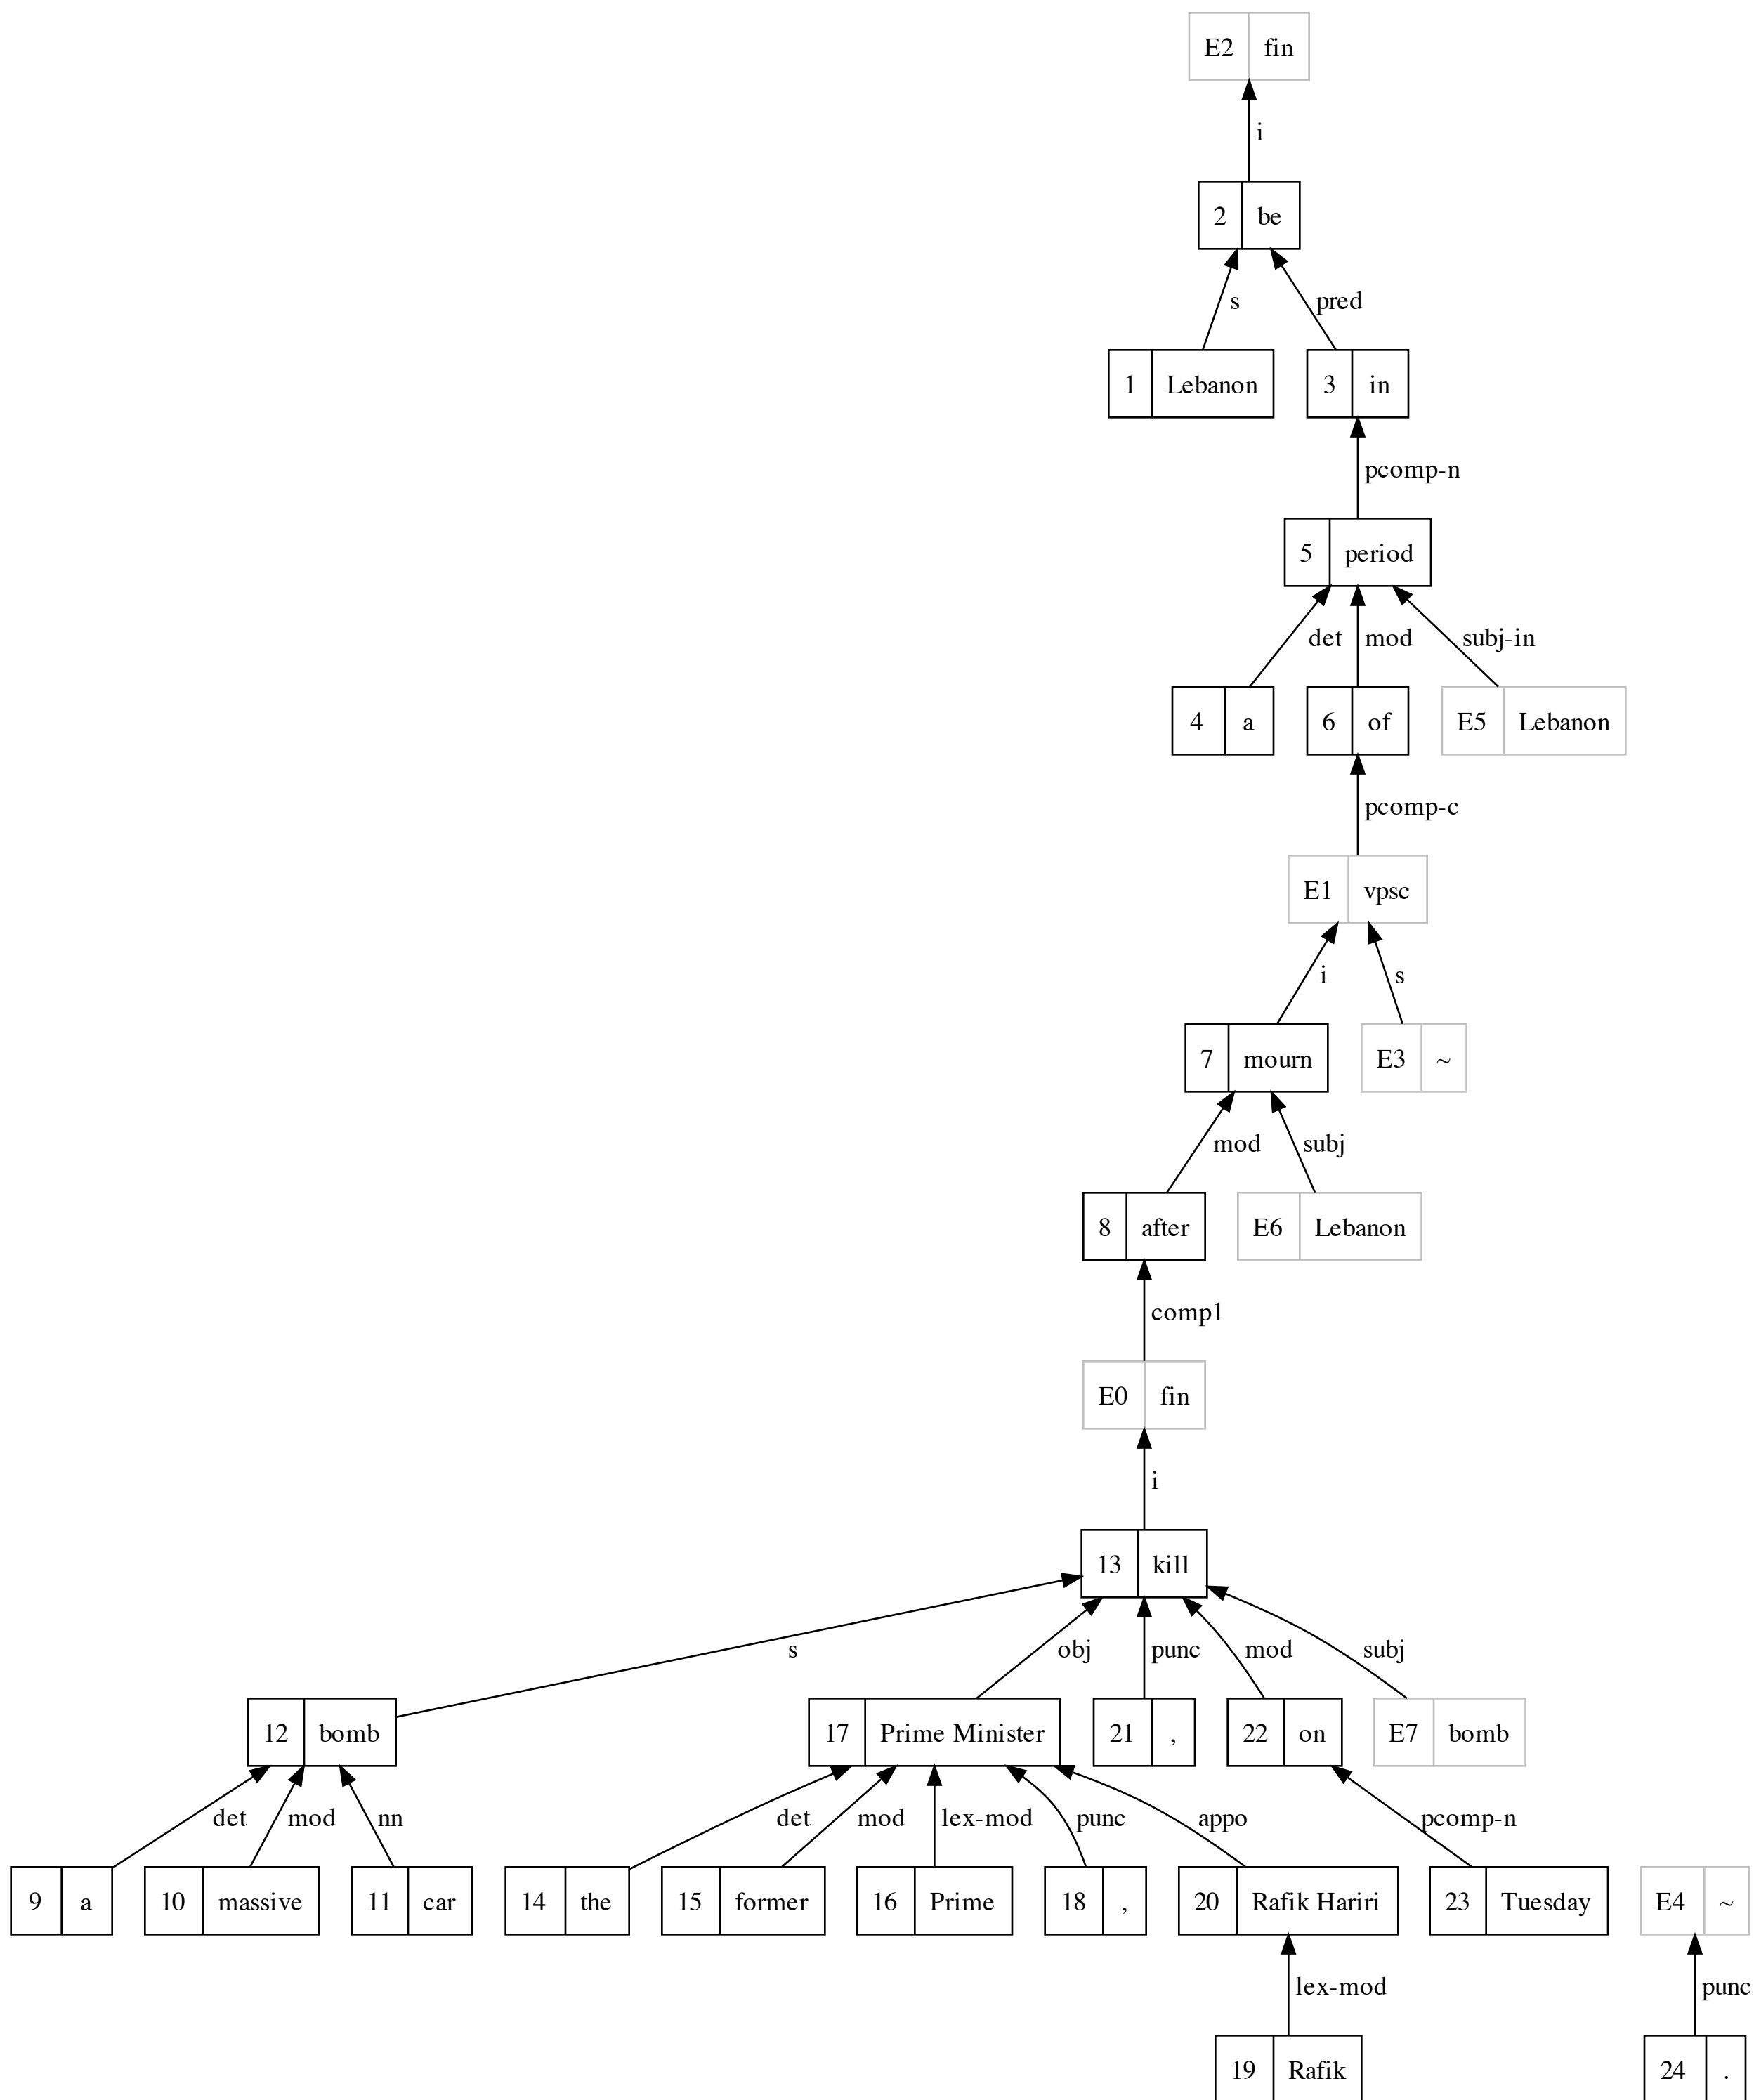 E2 fin
i
2 be
s pred
1 Lebanon 3 in
pcomp-n
5 period
det mod subj-in
4 a 6 of E5 Lebanon
pcomp-c
E1 vpsc
i s
7 mourn E3 ~
mod subj
8 after E6 Lebanon
comp1
E0 fin
i
13 kill
s obj punc mod subj
12 bomb 17 Prime Minister 21 , 22 on E7 bomb
det mod nn det mod lex-mod punc appo pcomp-n
9 a 10 massive 11 car 14 the 15 former 16 Prime 18 , 20 Rafik Hariri 23 Tuesday E4 ~
lex-mod punc
19 Rafik 24 .